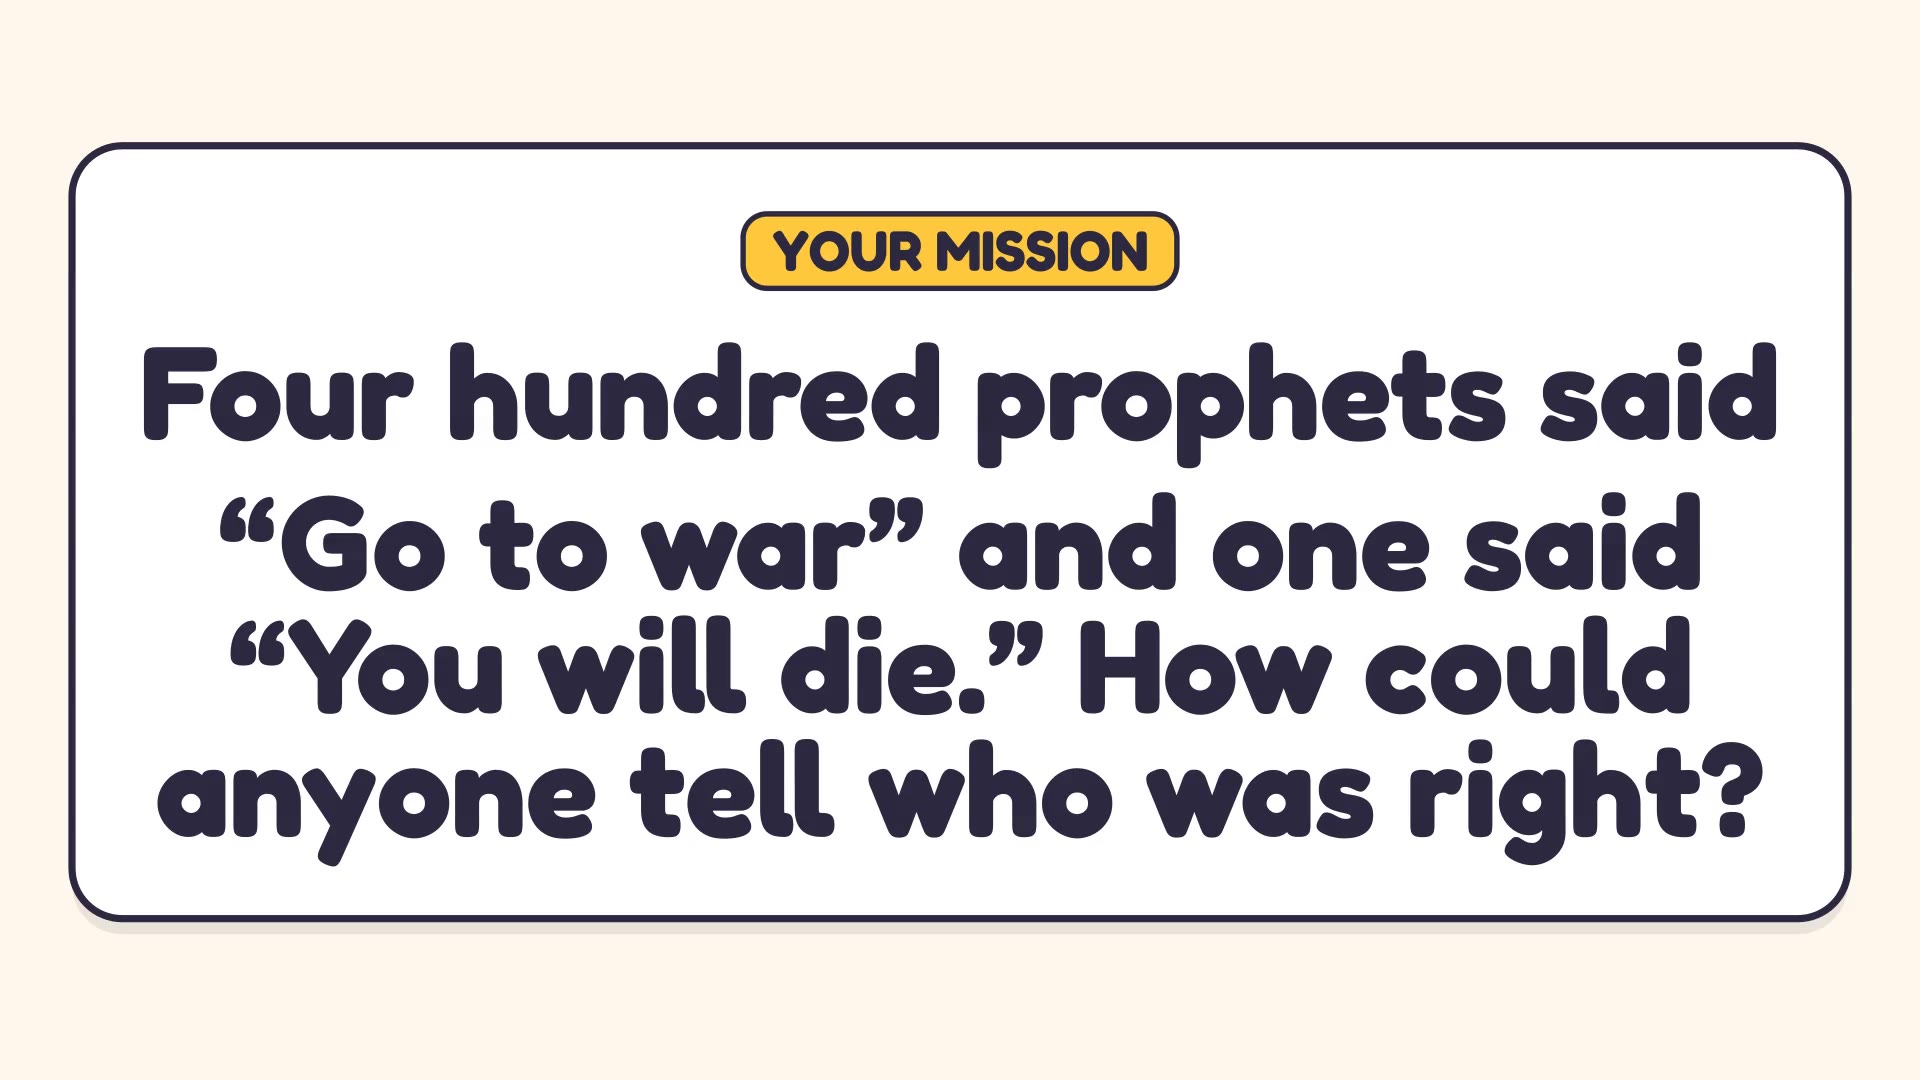 YOUR MISSION
Four hundred prophets said
“Go to war” and one said
“You will die.” How could
anyone tell who was right?